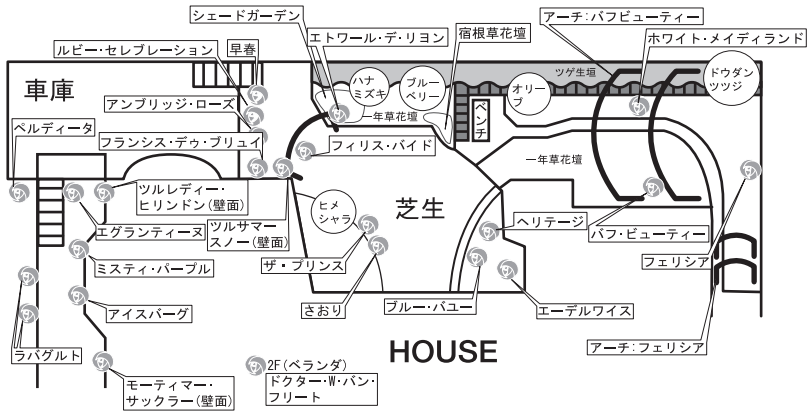 シェードガーデン
アーチ:バフビューティー
エトワール・デ・リヨン
宿根草花壇
ホワイト・メイディランド
ルビー・セレブレーション
早春
ツゲ生垣
ドウダン
ツツジ
車庫
ハナ
ミズキ
ブルー
ベリー
オリー
ブ
アンブリッジ・ローズ
ベンチ
一年草花壇
ペルディータ
フランシス・デゥ・ブリュイ
フィリス・バイド
一年草花壇
ツルレディー・
ヒリンドン(壁面)
ヒメ
シャラ
芝生
エグランティーヌ
ツルサマー
スノー(壁面)
ヘリテージ
バフ・ビューティー
フェリシア
ミスティ・パープル
ザ・プリンス
アイスバーグ
さおり
ブルー・バユー
エーデルワイス
ラバグルト
HOUSE
アーチ:フェリシア
モーティマー・
サックラー(壁面)
2F(ベランダ)
ドクター・W・バン・
フリート